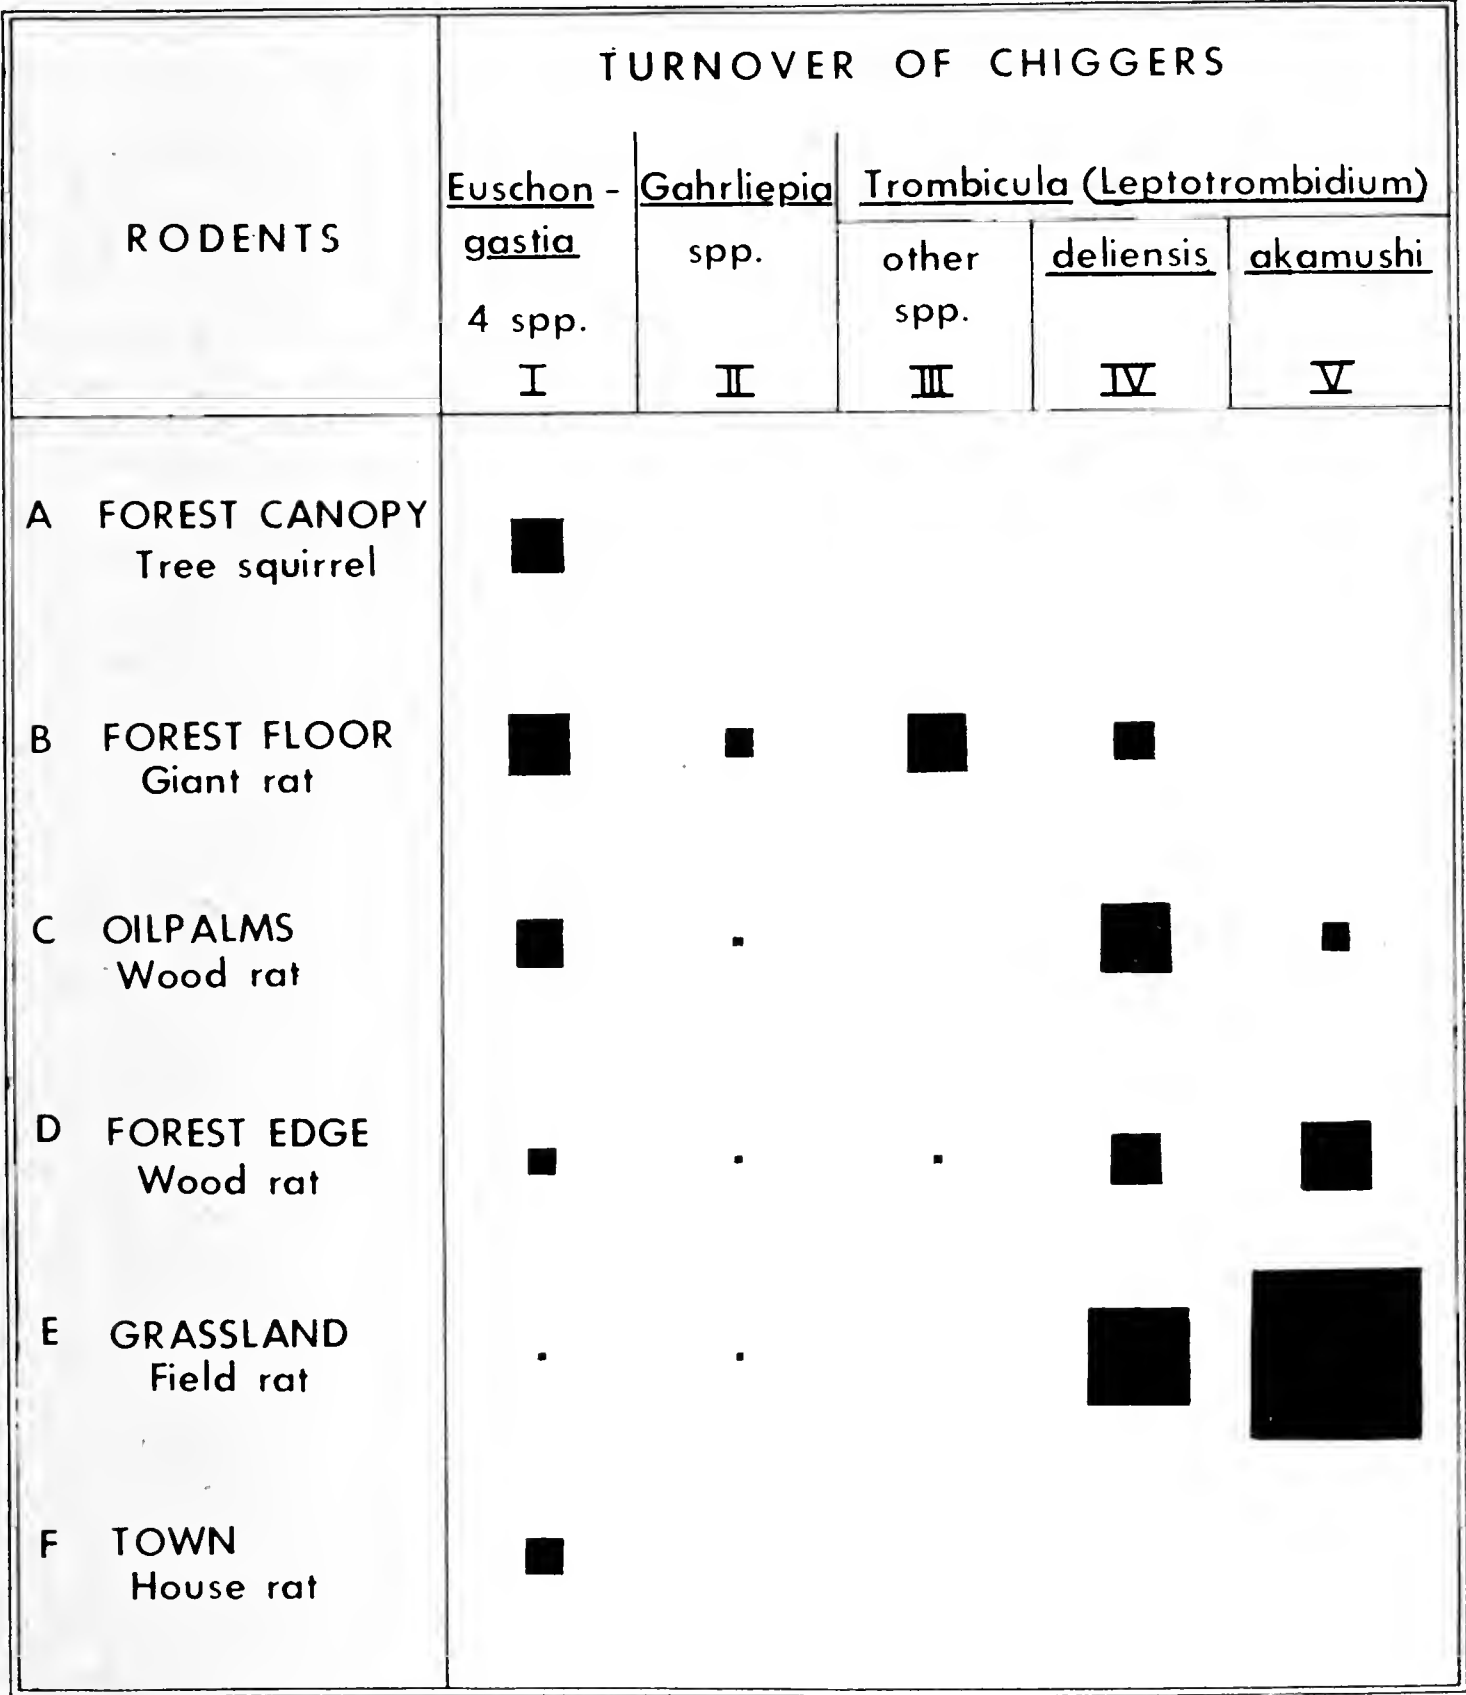 TURNOVER OF CHIGGERS
RODENTS
Euschon -
gastia
4 spp.
I
Gahrliepia
spp.
II
Trombicula (Leptotrombidium)
other
spp.
III
deliensis
IV
akamushi
V
A FOREST CANOPY
Tree squirrel
B FOREST FLOOR
Giant rat
C OILPALMS
Wood rat
D FOREST EDGE
Wood rat
E GRASSLAND
Field rat
F TOWN
House rat